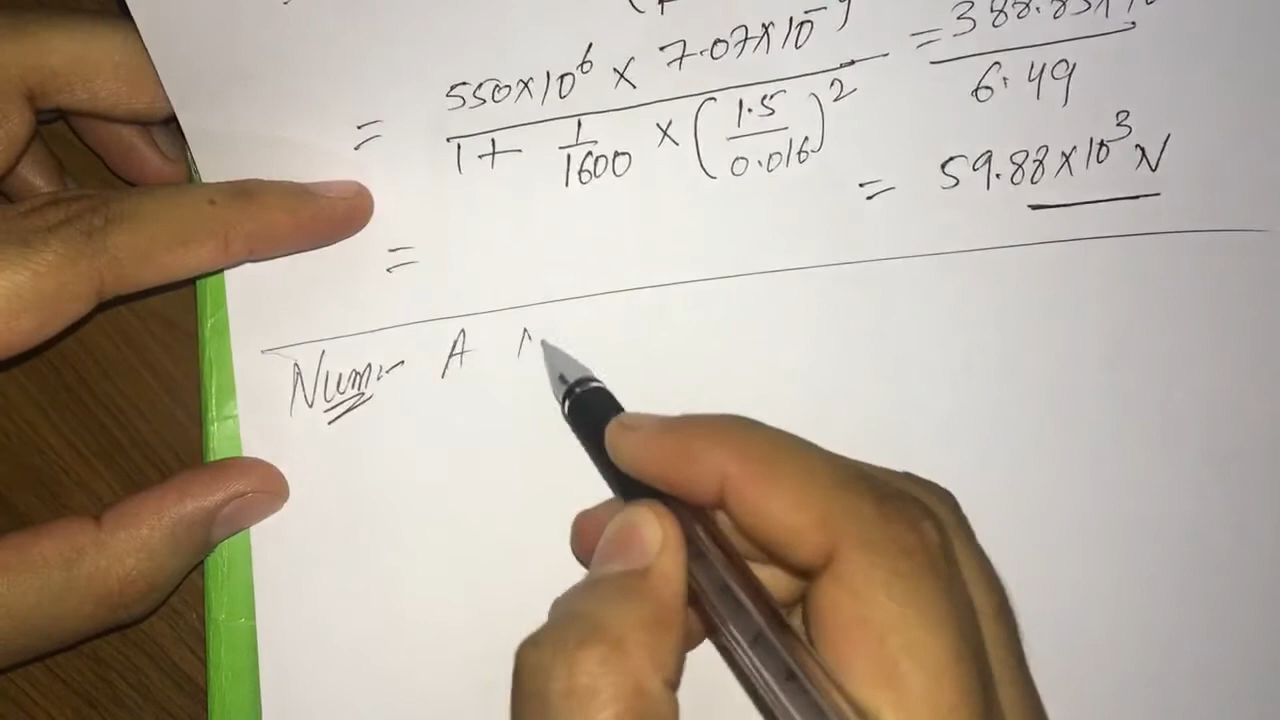 = 550×10⁶ × 7.07×10⁻ / 1+ 1/1600 × (1.5/0.016)² = 388.85×10 / 6.49
= 59.88×10³ N
=
Num:- A